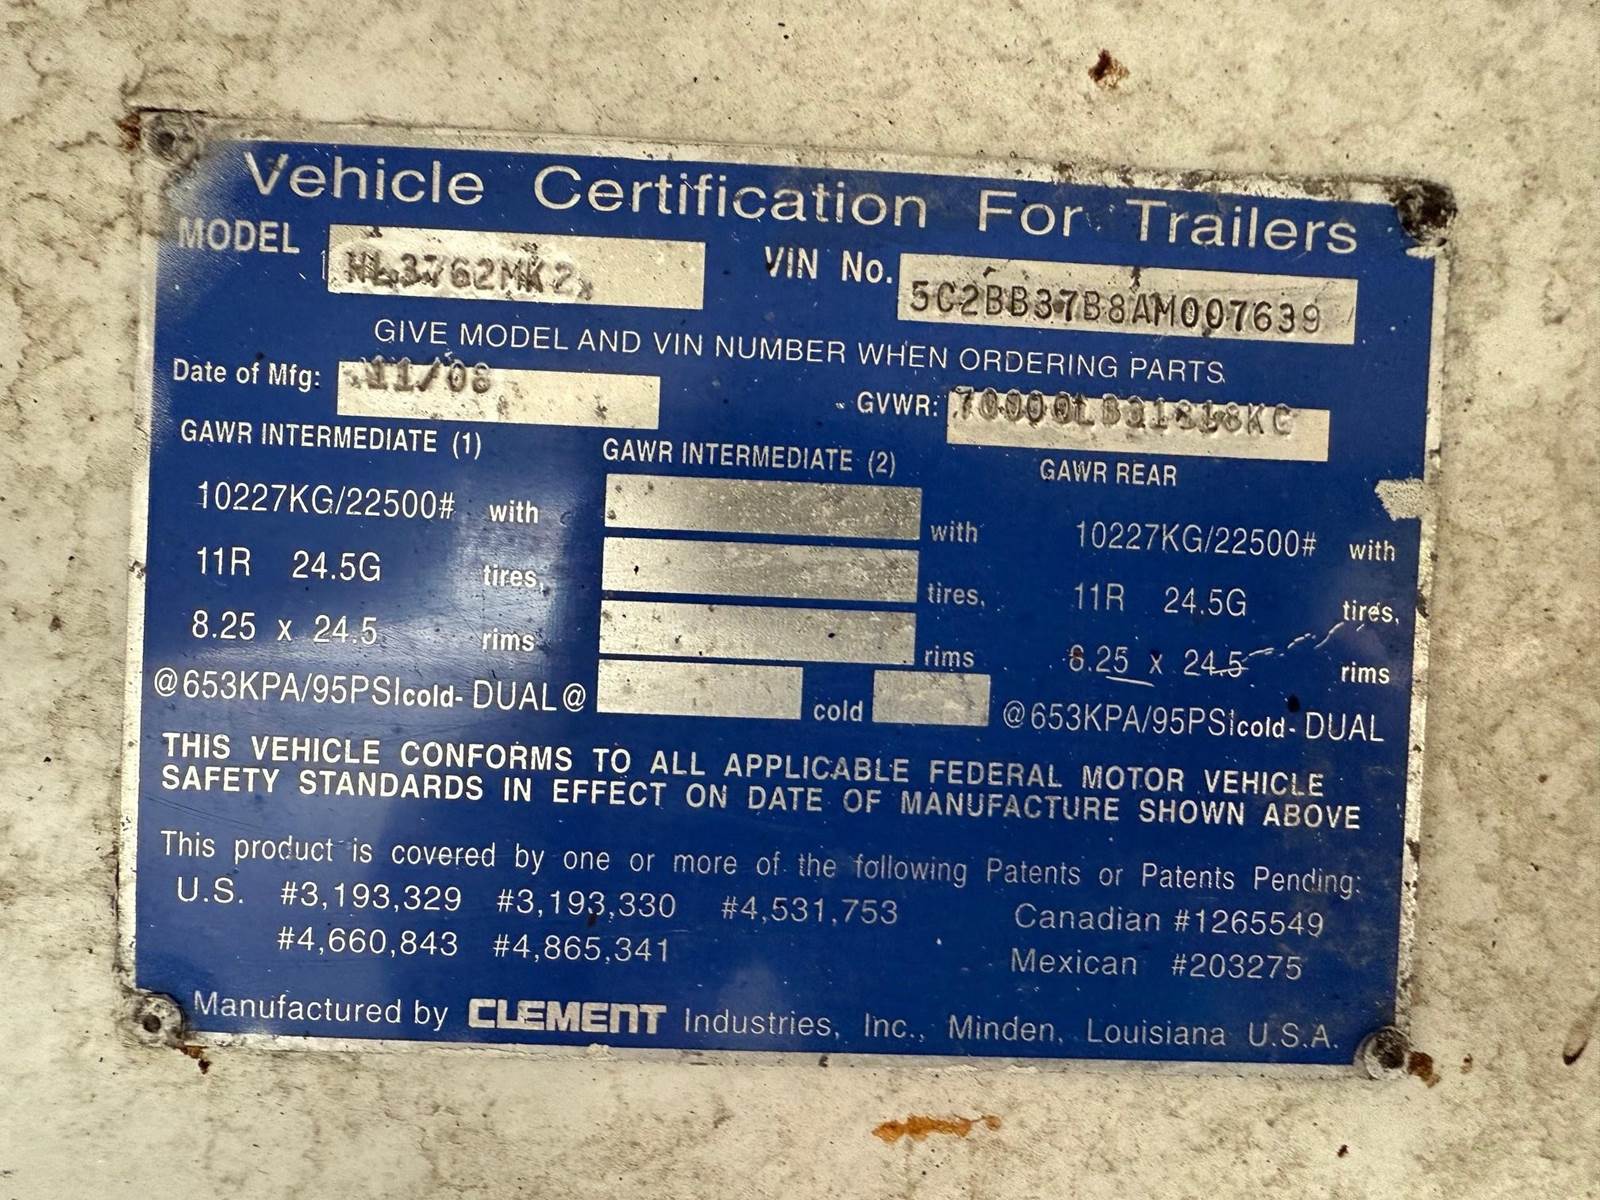 Vehicle Certification For Trailers
MODEL HL3762MK2 VIN No. 5C2BB37B8AM007639
GIVE MODEL AND VIN NUMBER WHEN ORDERING PARTS
Date of Mfg: 11/08 GVWR: 70000LB31818KG
GAWR INTERMEDIATE (1) GAWR INTERMEDIATE (2) GAWR REAR
10227KG/22500# with with 10227KG/22500# with
11R 24.5G tires, tires, 11R 24.5G tires,
8.25 x 24.5 rims rims 8.25 x 24.5 rims
@653KPA/95PSIcold- DUAL@ cold @653KPA/95PSIcold- DUAL
THIS VEHICLE CONFORMS TO ALL APPLICABLE FEDERAL MOTOR VEHICLE
SAFETY STANDARDS IN EFFECT ON DATE OF MANUFACTURE SHOWN ABOVE
This product is covered by one or more of the following Patents or Patents Pending:
U.S. #3,193,329 #3,193,330 #4,531,753 Canadian #1265549
#4,660,843 #4,865,341 Mexican #203275
Manufactured by CLEMENT Industries, Inc., Minden, Louisiana U.S.A.